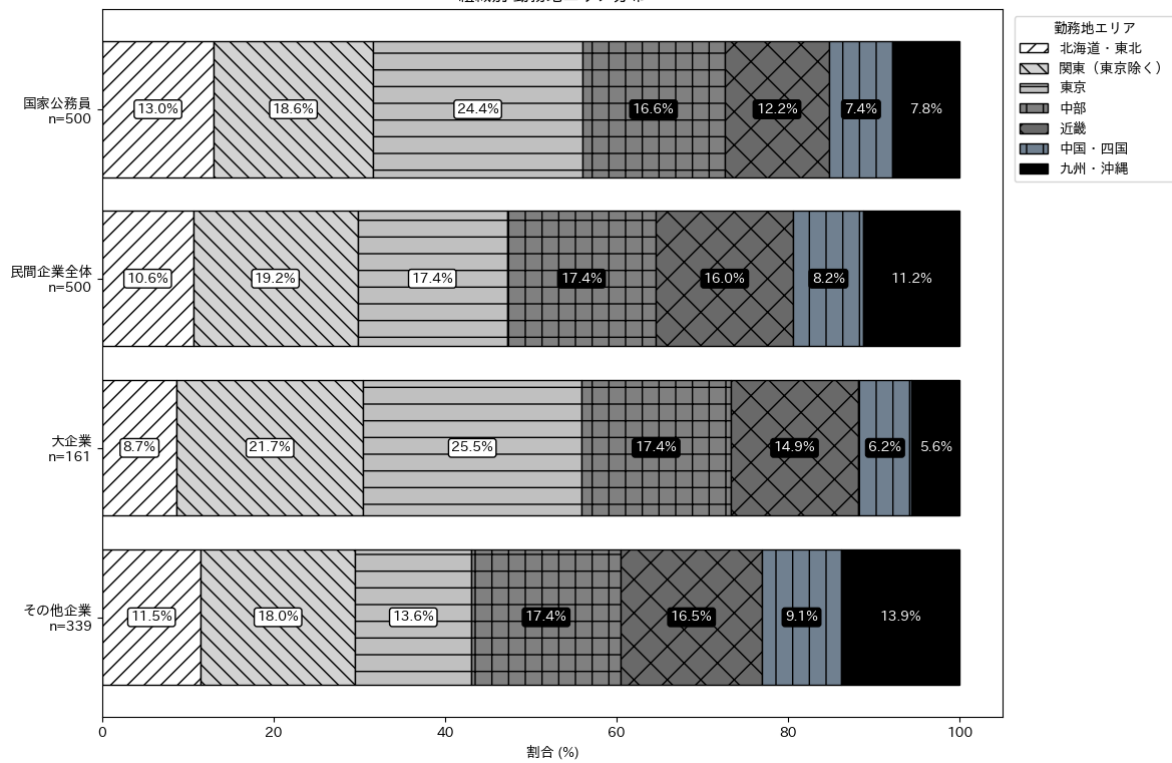 勤務地エリア
北海道・東北
関東（東京除く）
東京
中部
近畿
中国・四国
九州・沖縄
国家公務員
n=500
13.0% 18.6% 24.4% 16.6% 12.2% 7.4% 7.8%
民間企業全体
n=500
10.6% 19.2% 17.4% 17.4% 16.0% 8.2% 11.2%
大企業
n=161
8.7% 21.7% 25.5% 17.4% 14.9% 6.2% 5.6%
その他企業
n=339
11.5% 18.0% 13.6% 17.4% 16.5% 9.1% 13.9%
0 20 40 60 80 100
割合 (%)